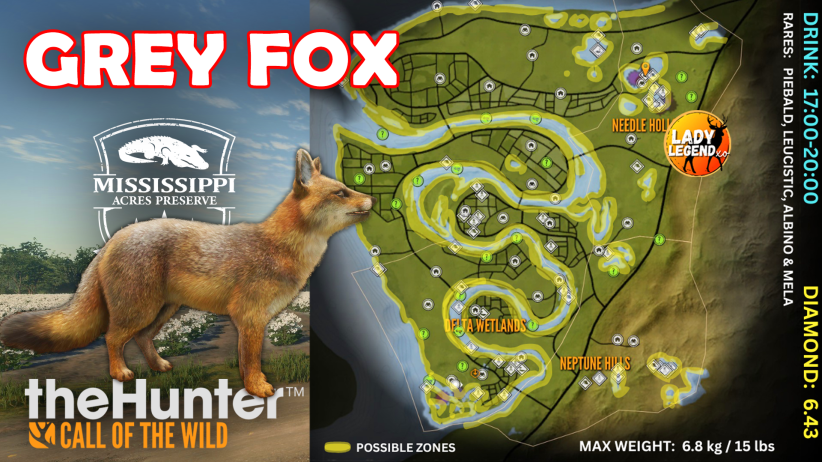 GREY FOX
MISSISSIPPI
ACRES PRESERVE
theHunter™
CALL OF THE WILD
NEEDLE HOLL
LADY
LEGEND
xo
DELTA WETLANDS
NEPTUNE HILLS
POSSIBLE ZONES
MAX WEIGHT: 6.8 kg / 15 lbs
DRINK: 17:00-20:00
RARES: PIEBALD, LEUCISTIC, ALBINO & MELA
DIAMOND: 6.43